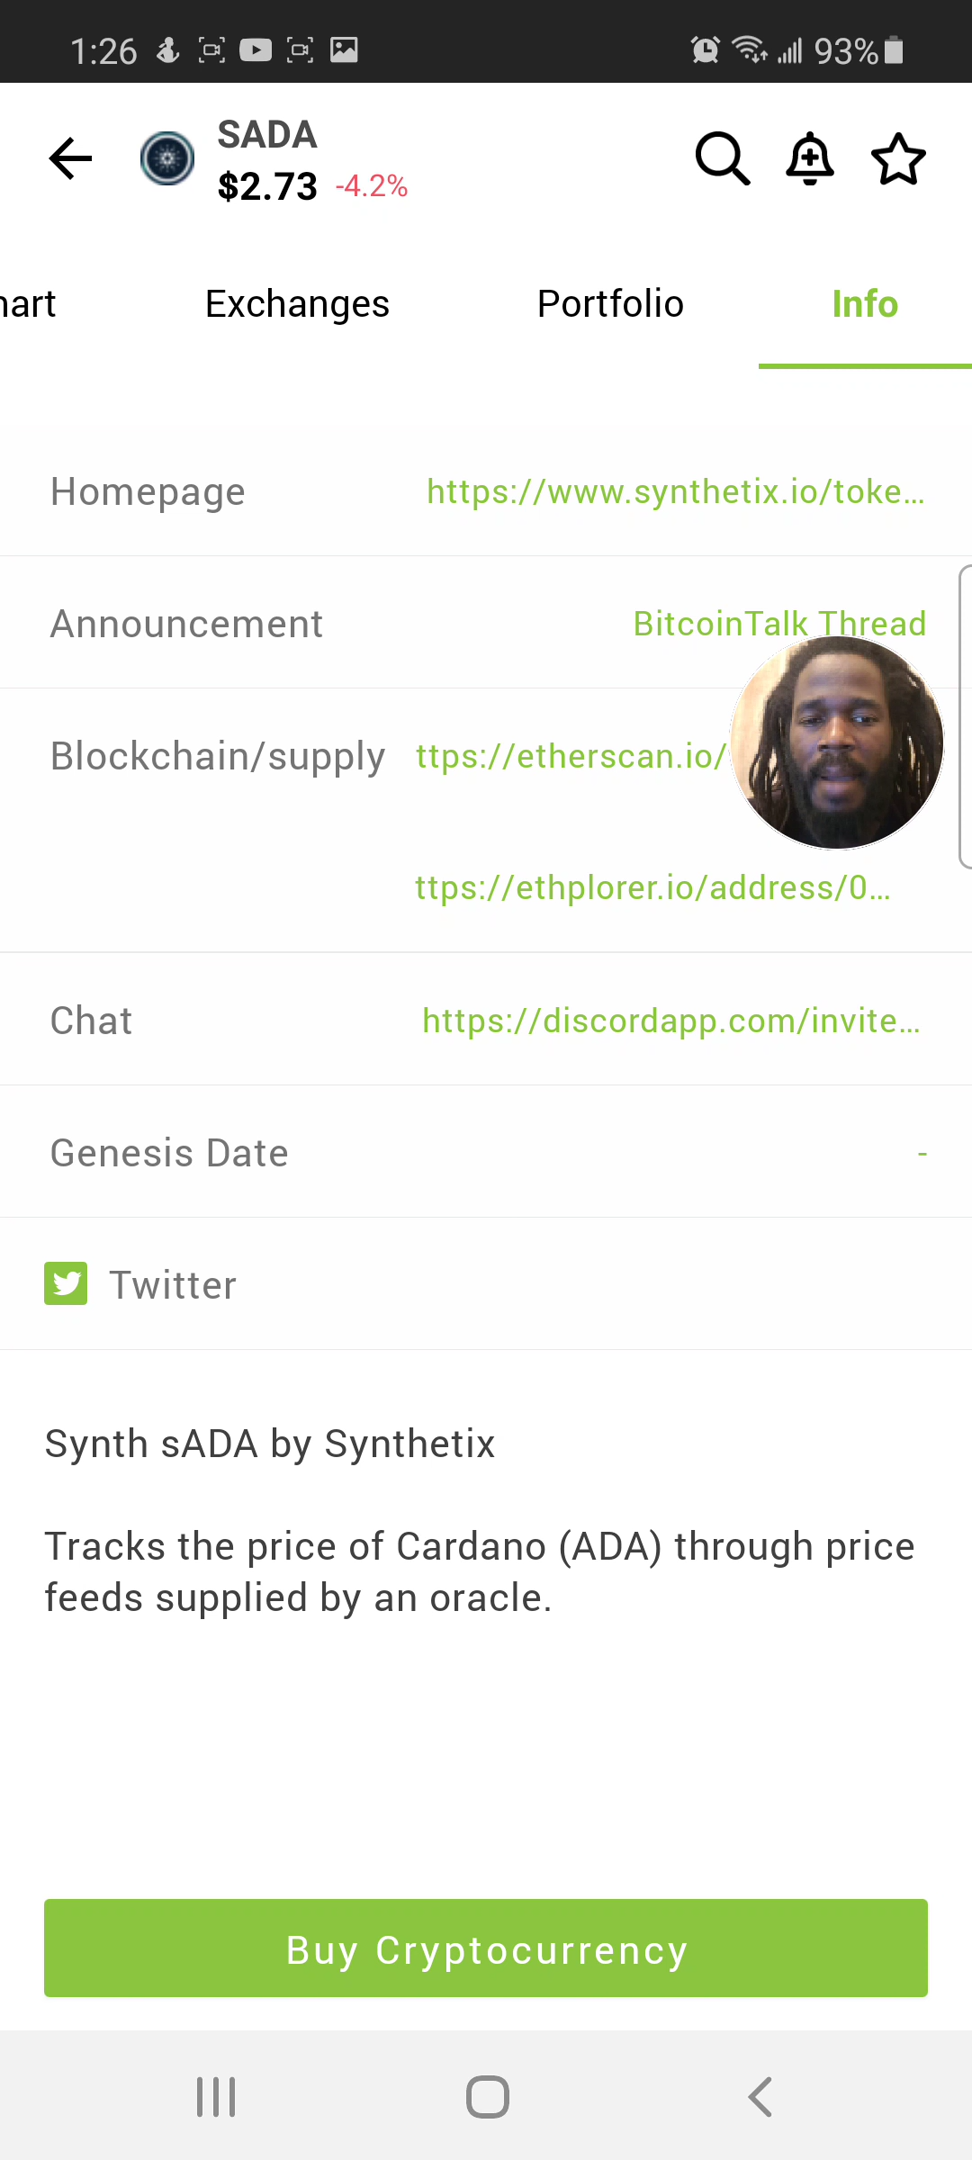 1:26 93%
SADA
$2.73 -4.2%
nart Exchanges Portfolio Info
Homepage https://www.synthetix.io/toke...
Announcement BitcoinTalk Thread
Blockchain/supply ttps://etherscan.io/
ttps://ethplorer.io/address/0...
Chat https://discordapp.com/invite...
Genesis Date -
Twitter
Synth sADA by Synthetix
Tracks the price of Cardano (ADA) through price
feeds supplied by an oracle.
Buy Cryptocurrency